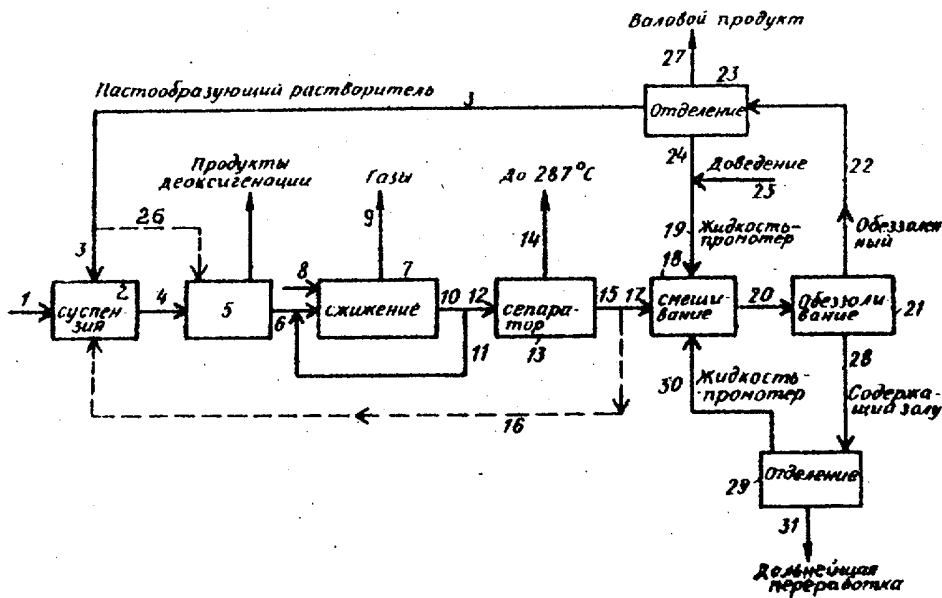 Валовой продукт
27
23
Пастообразующий растворитель
3
Отделение
24
Доведение
25
22
Продукты
деоксигенации
Газы
До 287°C
9
14
26
3
19
Жидкость-
промотер
Обеззолен
ный
1
2
суспен-
зия
4
5
6
8
7
сжижение
10
12
сепара-
тор
13
15
17
18
смеши-
вание
20
обеззоли-
вание
21
11
16
30
Жидкость-
промотер
28
Содержа-
щий золу
29
Отделение
31
Дальнейшая
переработка